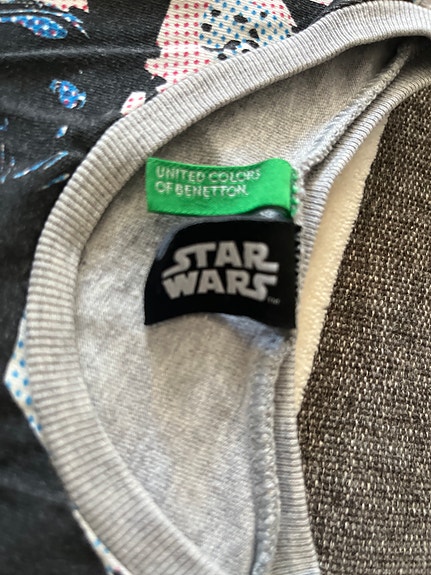 UNITED COLORS
OF BENETTON.
STAR
WARS